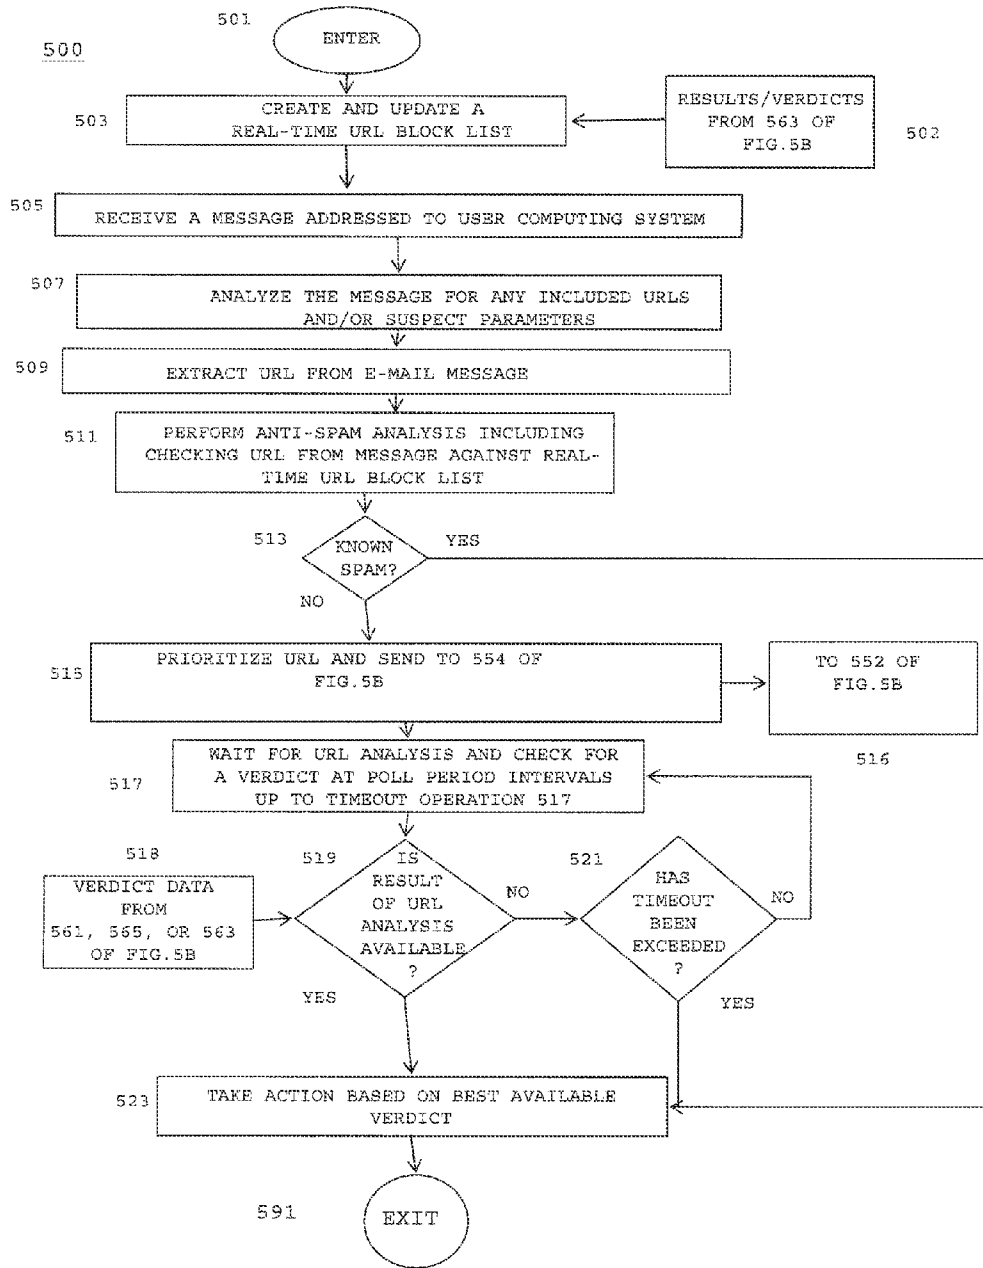 501
ENTER
500
CREATE AND UPDATE A
REAL-TIME URL BLOCK LIST
503
RESULTS/VERDICTS
FROM 563 OF
FIG.5B
502
505
RECEIVE A MESSAGE ADDRESSED TO USER COMPUTING SYSTEM
507
ANALYZE THE MESSAGE FOR ANY INCLUDED URLS
AND/OR SUSPECT PARAMETERS
509
EXTRACT URL FROM E-MAIL MESSAGE
511
PERFORM ANTI-SPAM ANALYSIS INCLUDING
CHECKING URL FROM MESSAGE AGAINST REAL-
TIME URL BLOCK LIST
513
KNOWN
SPAM?
YES
NO
515
PRIORITIZE URL AND SEND TO 554 OF
FIG.5B
TO 552 OF
FIG.5B
516
517
WAIT FOR URL ANALYSIS AND CHECK FOR
A VERDICT AT POLL PERIOD INTERVALS
UP TO TIMEOUT OPERATION 517
518
VERDICT DATA
FROM
561, 565, OR 563
OF FIG.5B
519
IS
RESULT
OF URL
ANALYSIS
AVAILABLE
?
NO
YES
521
HAS
TIMEOUT
BEEN
EXCEEDED
?
NO
YES
523
TAKE ACTION BASED ON BEST AVAILABLE
VERDICT
591
EXIT